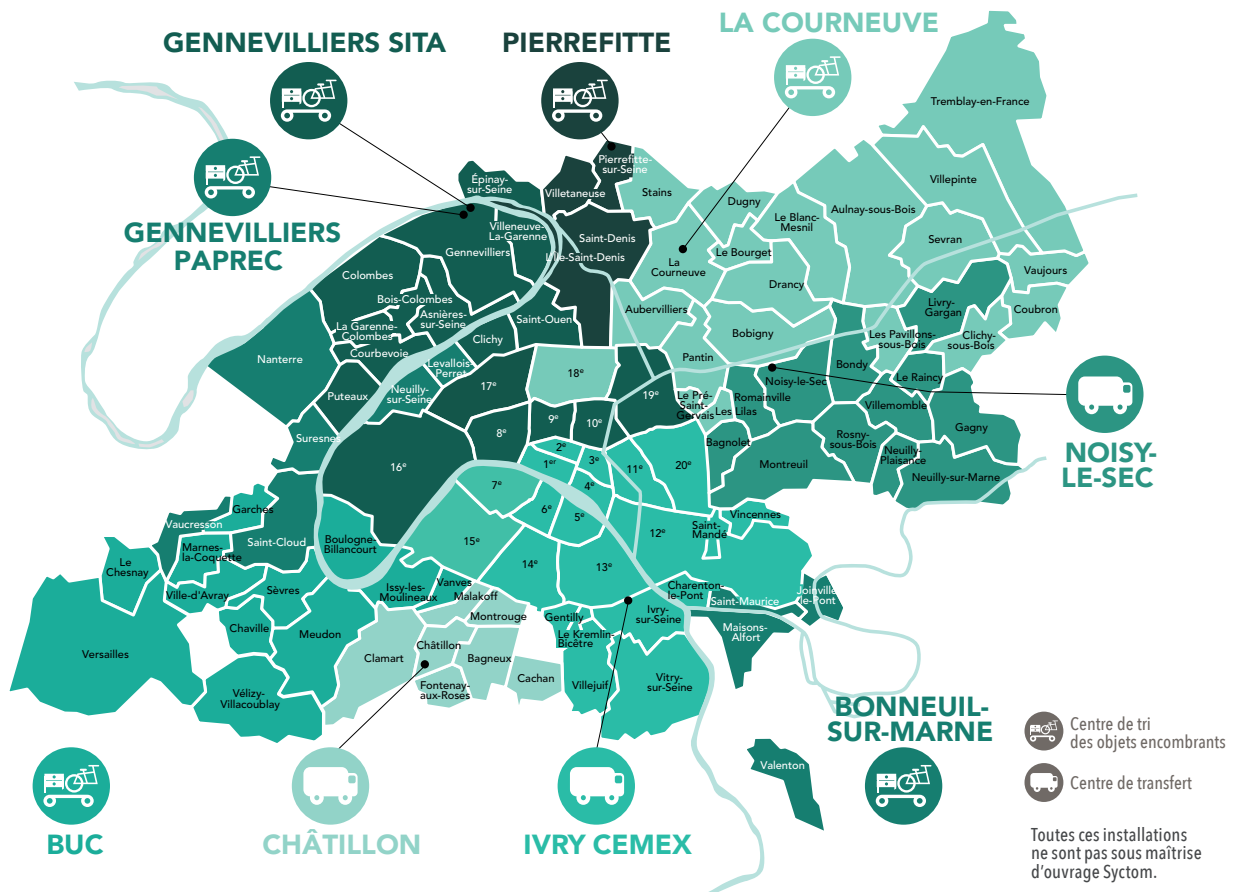 LA COURNEUVE
GENNEVILLIERS SITA
PIERREFITTE
GENNEVILLIERS
PAPREC
Tremblay-en-France
Pierrefitte-
sur-Seine
Épinay-
sur-Seine
Villetaneuse
Stains
Dugny
Villepinte
Aulnay-sous-Bois
Le Blanc-
Mesnil
Villeneuve-
La-Garenne
Gennevilliers
Saint-Denis
L'Ile-Saint-Denis
Le Bourget
Sevran
La
Courneuve
Colombes
Drancy
Vaujours
Bois-Colombes
Livry-
Gargan
Coubron
Asnières-
sur-Seine
Saint-Ouen
Aubervilliers
La Garenne-
Colombes
Bobigny
Les Pavillons-
sous-Bois
Clichy-
sous-Bois
Clichy
Courbevoie
Nanterre
Levallois-
Perret
Pantin
Bondy
18e
Noisy-le-Sec
Le Raincy
17e
Neuilly-
sur-Seine
Puteaux
19e
Le Pré-
Saint-
Gervais
Romainville
Les Lilas
Villemomble
9e
10e
8e
Gagny
Suresnes
Bagnolet
Rosny-
sous-Bois
Neuilly-
Plaisance
2e
1er
3e
11e
20e
16e
Montreuil
Neuilly-sur-Marne
NOISY-
LE-SEC
7e
4e
6e
5e
Garches
Vaucresson
Vincennes
Saint-
Mandé
12e
Saint-Cloud
Boulogne-
Billancourt
15e
Marnes-
la-Coquette
Le
Chesnay
14e
13e
Ville-d'Avray
Sèvres
Issy-les-
Moulineaux
Vanves
Malakoff
Charenton-
le-Pont
Saint-Maurice
Joinville-
le-Pont
Montrouge
Gentilly
Ivry-
sur-Seine
Chaville
Meudon
Le Kremlin-
Bicêtre
Maisons-
Alfort
Versailles
Clamart
Châtillon
Bagneux
Cachan
Villejuif
Vitry-
sur-Seine
Fontenay-
aux-Roses
Vélizy-
Villacoublay
BONNEUIL-
SUR-MARNE
Valenton
BUC
CHÂTILLON
IVRY CEMEX
Centre de tri
des objets encombrants
Centre de transfert
Toutes ces installations
ne sont pas sous maîtrise
d'ouvrage Syctom.